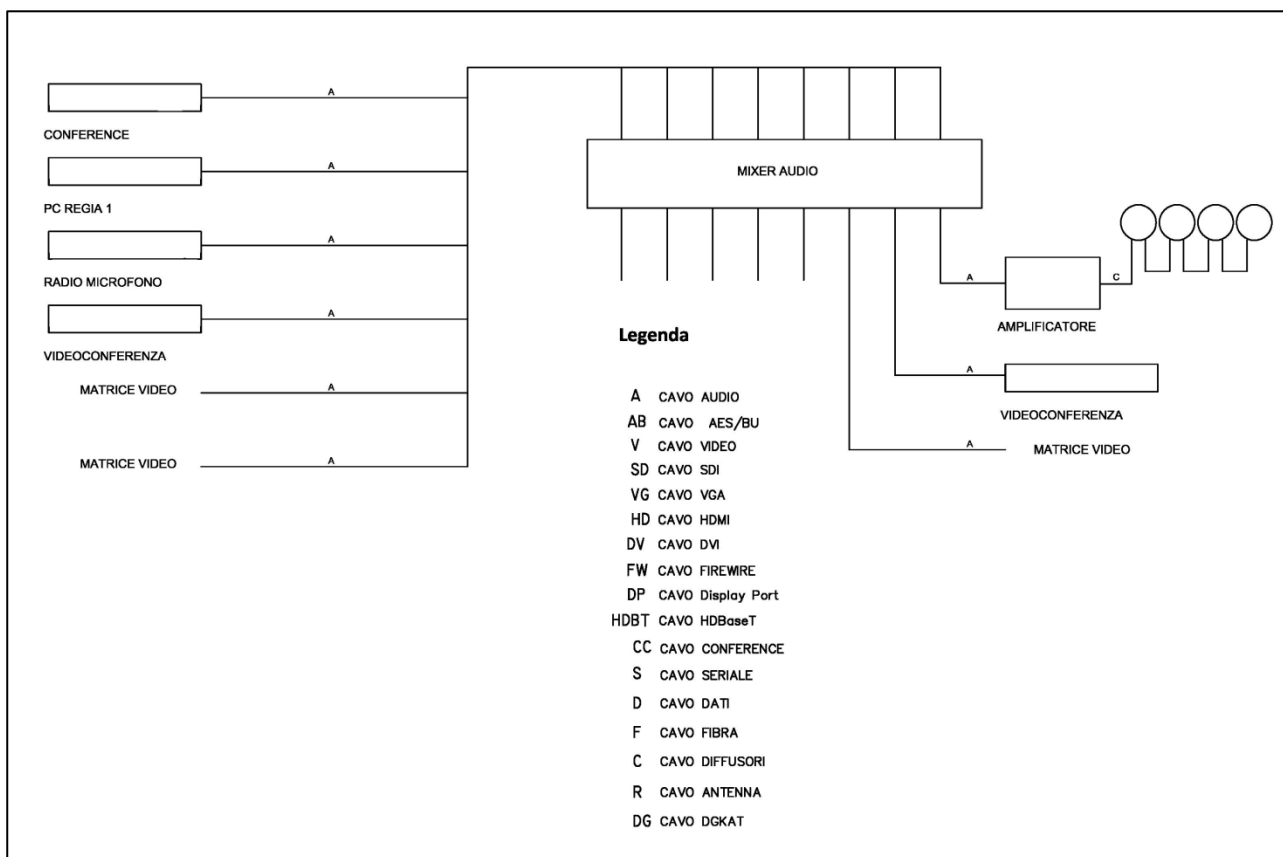 A
CONFERENCE
A
PC REGIA 1
A
RADIO MICROFONO
A
VIDEOCONFERENZA
MATRICE VIDEO A
MATRICE VIDEO A
MIXER AUDIO
A
C
AMPLIFICATORE
A
VIDEOCONFERENZA
A MATRICE VIDEO
Legenda
A CAVO AUDIO
AB CAVO AES/BU
V CAVO VIDEO
SD CAVO SDI
VG CAVO VGA
HD CAVO HDMI
DV CAVO DVI
FW CAVO FIREWIRE
DP CAVO Display Port
HDBT CAVO HDBaseT
CC CAVO CONFERENCE
S CAVO SERIALE
D CAVO DATI
F CAVO FIBRA
C CAVO DIFFUSORI
R CAVO ANTENNA
DG CAVO DGKAT